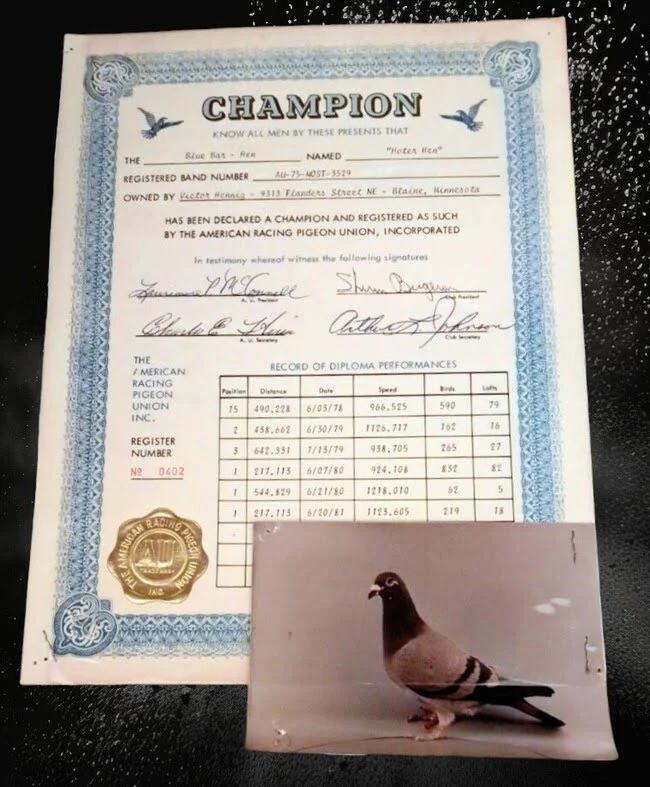 CHAMPION
KNOW ALL MEN BY THESE PRESENTS THAT
THE Blue Bar - Hen NAMED "Hotes Hen"
REGISTERED BAND NUMBER AU-75-MOST-3529
OWNED BY Victor Hennig - 9313 Flanders Street NE - Blaine, Minnesota
HAS BEEN DECLARED A CHAMPION AND REGISTERED AS SUCH
BY THE AMERICAN RACING PIGEON UNION, INCORPORATED
In testimony whereof witness the following signatures
A. U. President Club President
Charles E. Arthur L. Johnson
A. U. Secretary Club Secretary
THE
AMERICAN
RACING
PIGEON
UNION
INC.
REGISTER
NUMBER
No 0402
RECORD OF DIPLOMA PERFORMANCES
Position Distance Date Speed Birds Lofts
75 490.228 6/03/78 966.525 590 79
2 438.662 6/30/79 1126.717 162 16
3 642.331 7/13/79 938.705 265 27
1 217.113 6/07/80 924.108 832 82
1 544.829 6/21/80 1218.010 62 5
1 217.113 6/20/81 1123.605 219 18
THE AMERICAN RACING PIGEON UNION
AU
INC.